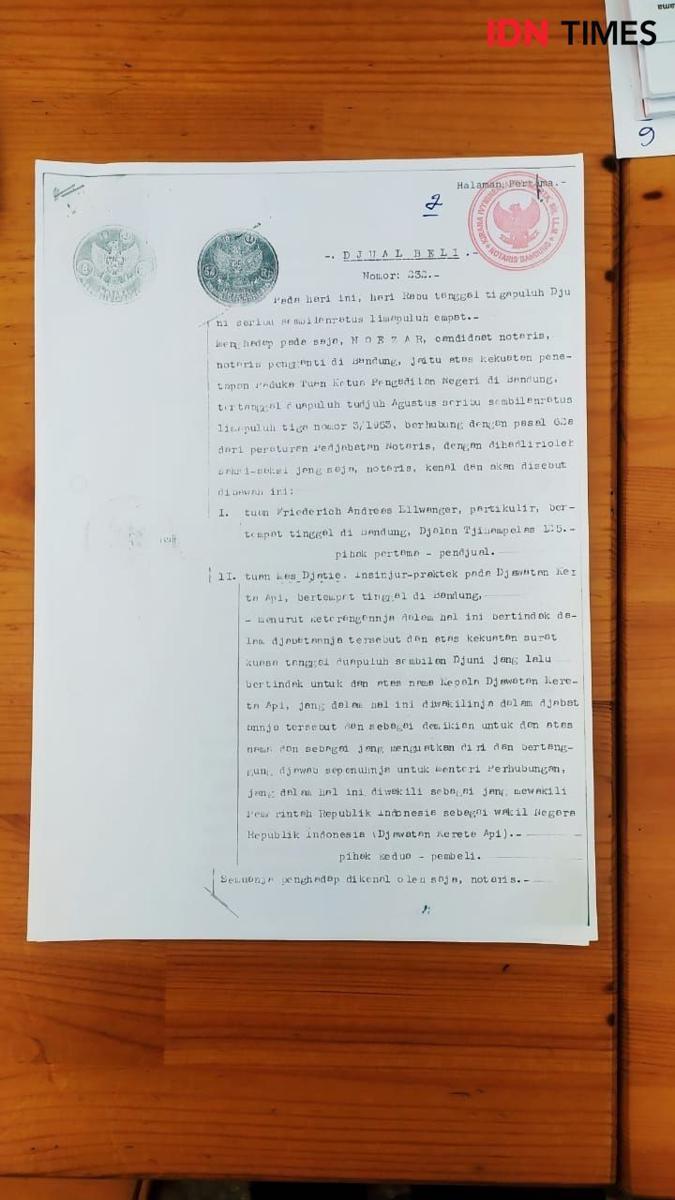 IDN TIMES
9
Halaman Pertama.-
2
NOTARIS BANDUNG
-. D J U A L B E L I .-
Nomor: 232.-
Pada hari ini, hari Rabu tanggal tigapuluh Dju
ni seribu sembilanratus limapuluh empat.-
Menghadap pada saja, N O E Z A R, candidaat notaris,
notaris pengganti di Bandung, jaitu atas kekuatan pene-
tapan Paduka Tuan Ketua Pengadilan Negeri di Bandung,
tertanggal duapuluh tudjuh Agustus seribu sembilanratus
limapuluh tiga nomor 3/1953, berhubung dengan pasal
dari peraturan Pedjabatan Notaris, dengan dihadlirioleh
saksi-saksi jang saja, notaris, kenal dan akan disebut
dibawah ini:
I. tuan Friederich Andreas Ellwanger, partikulir, ber-
tempat tinggal di Bandung, Djalan Tjihampelas
pihak pertama - pendjual.
II. tuan Mas Djatie, Insinjur-praktek pada Djawatan Ker
ta Api, bertempat tinggal di Bandung,
- menurut keterangannja dalam hal ini bertindak da-
lam djabatannja tersebut dan atas kekuatan surat
kuasa tanggal duapuluh sembilan Djuni jang lalu
bertindak untuk dan atas nama Kepala Djawatan Kere-
ta Api, jang dalam hal ini diwakilinja dalam djabat
annja tersebut dan sebagai demikian untuk dan atas
nama dan sebagai jang menguatkan diri dan bertang-
gung djawab sepenuhnja untuk Menteri Perhubungan,
jang dalam hal ini diwakili sebagai jang mewakili
Pemerintah Republik Indonesia sebagai wakil Negara
Republik Indonesia (Djawatan Kereta Api).-
pihak kedua - pembeli.
Semuanja penghadap dikenal oleh saja, notaris.-